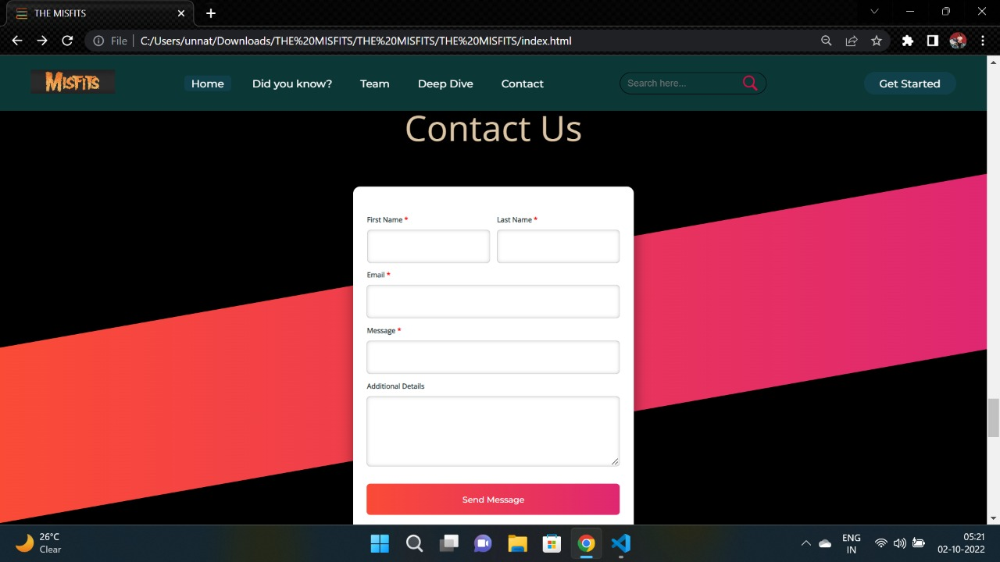 THE MISFITS
File C:/Users/unnat/Downloads/THE%20MISFITS/THE%20MISFITS/THE%20MISFITS/index.html
MISFITS Home Did you know? Team Deep Dive Contact Search here... Get Started
Contact Us
First Name * Last Name *
Email *
Message *
Additional Details
Send Message
26°C ENG 05:21
Clear IN 02-10-2022